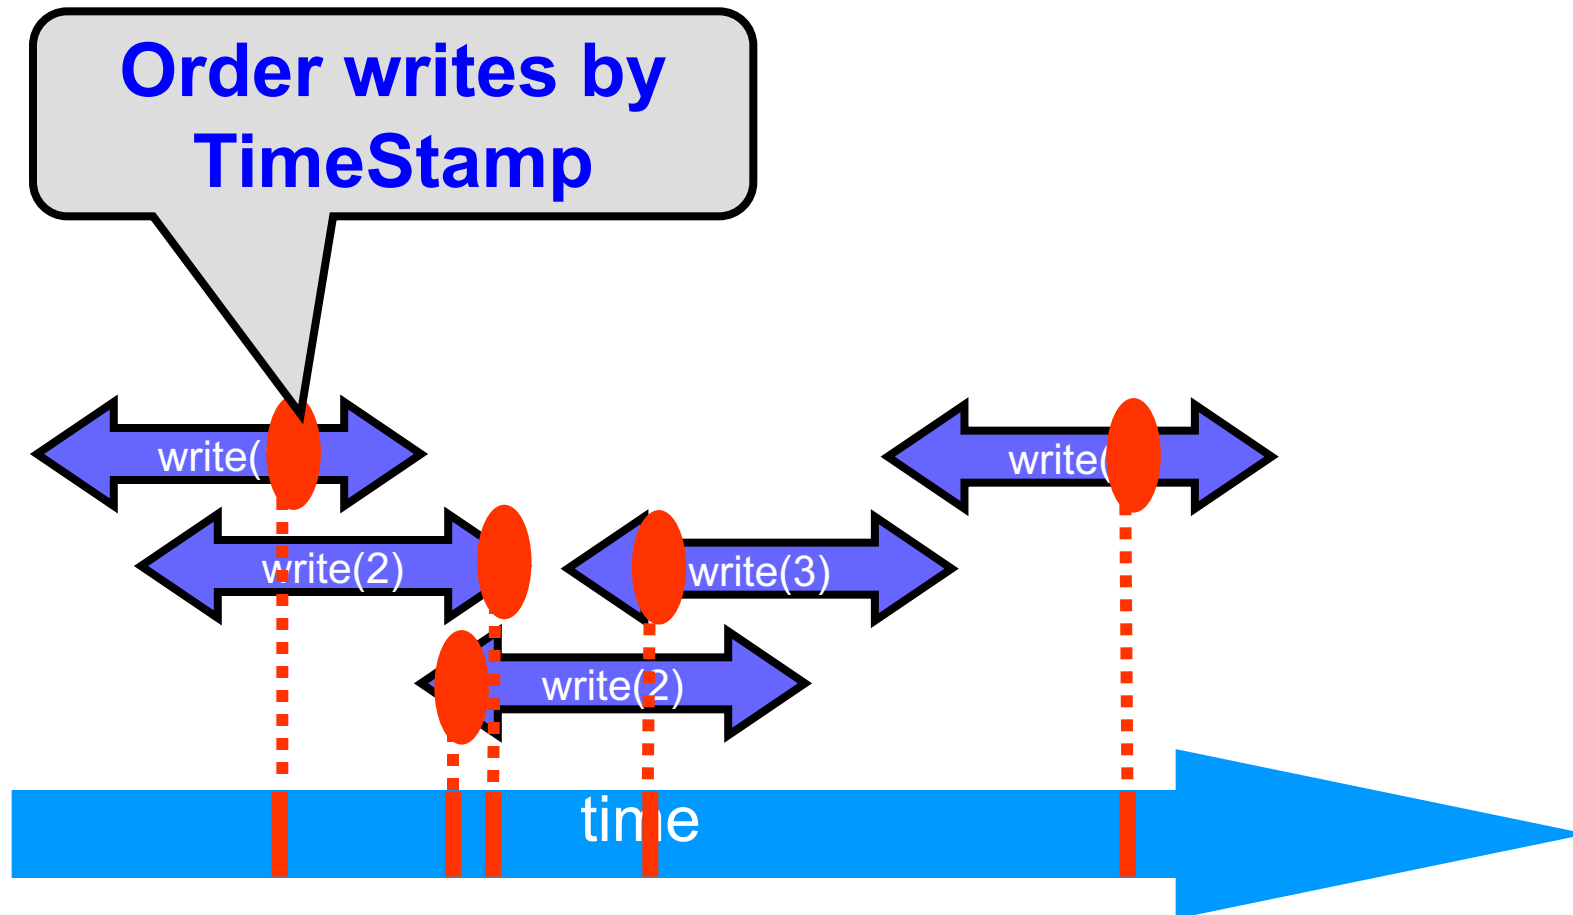 Order writes by
TimeStamp
write(
write(
write(2)
write(3)
write(2)
time